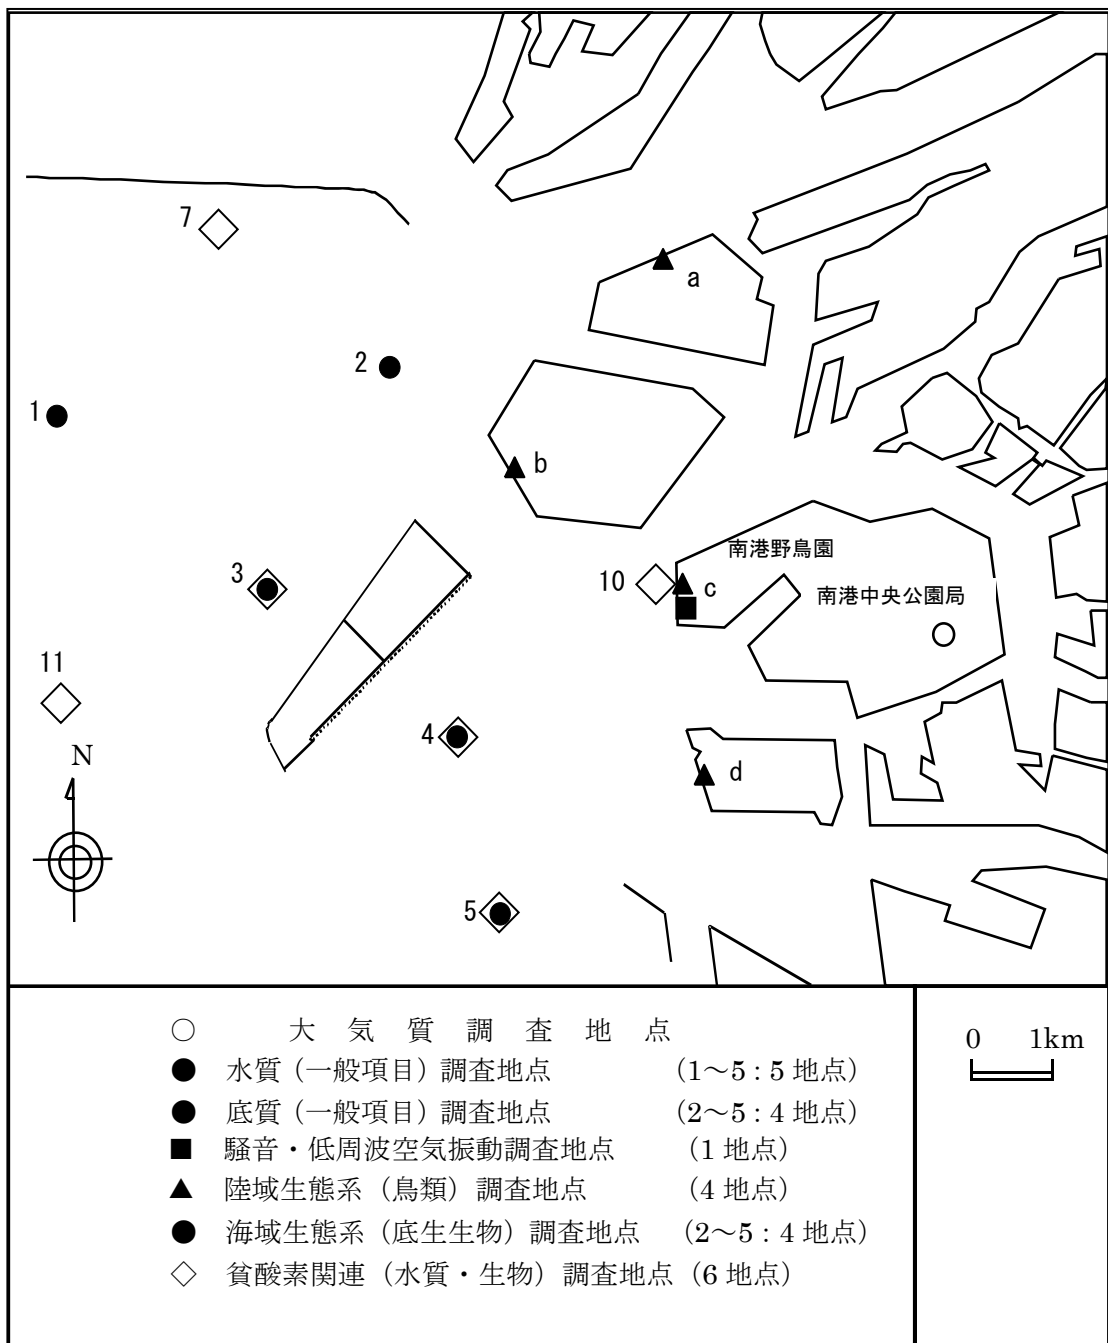 7
a
2
1
b
南港野鳥園
3
10
c
南港中央公園局
11
4
N
d
5
○ 大気質調査地点
● 水質(一般項目)調査地点 (1～5:5地点)
● 底質(一般項目)調査地点 (2～5:4地点)
■ 騒音・低周波空気振動調査地点 (1地点)
▲ 陸域生態系(鳥類)調査地点 (4地点)
● 海域生態系(底生生物)調査地点 (2～5:4地点)
◇ 貧酸素関連(水質・生物)調査地点(6地点)
0 1km